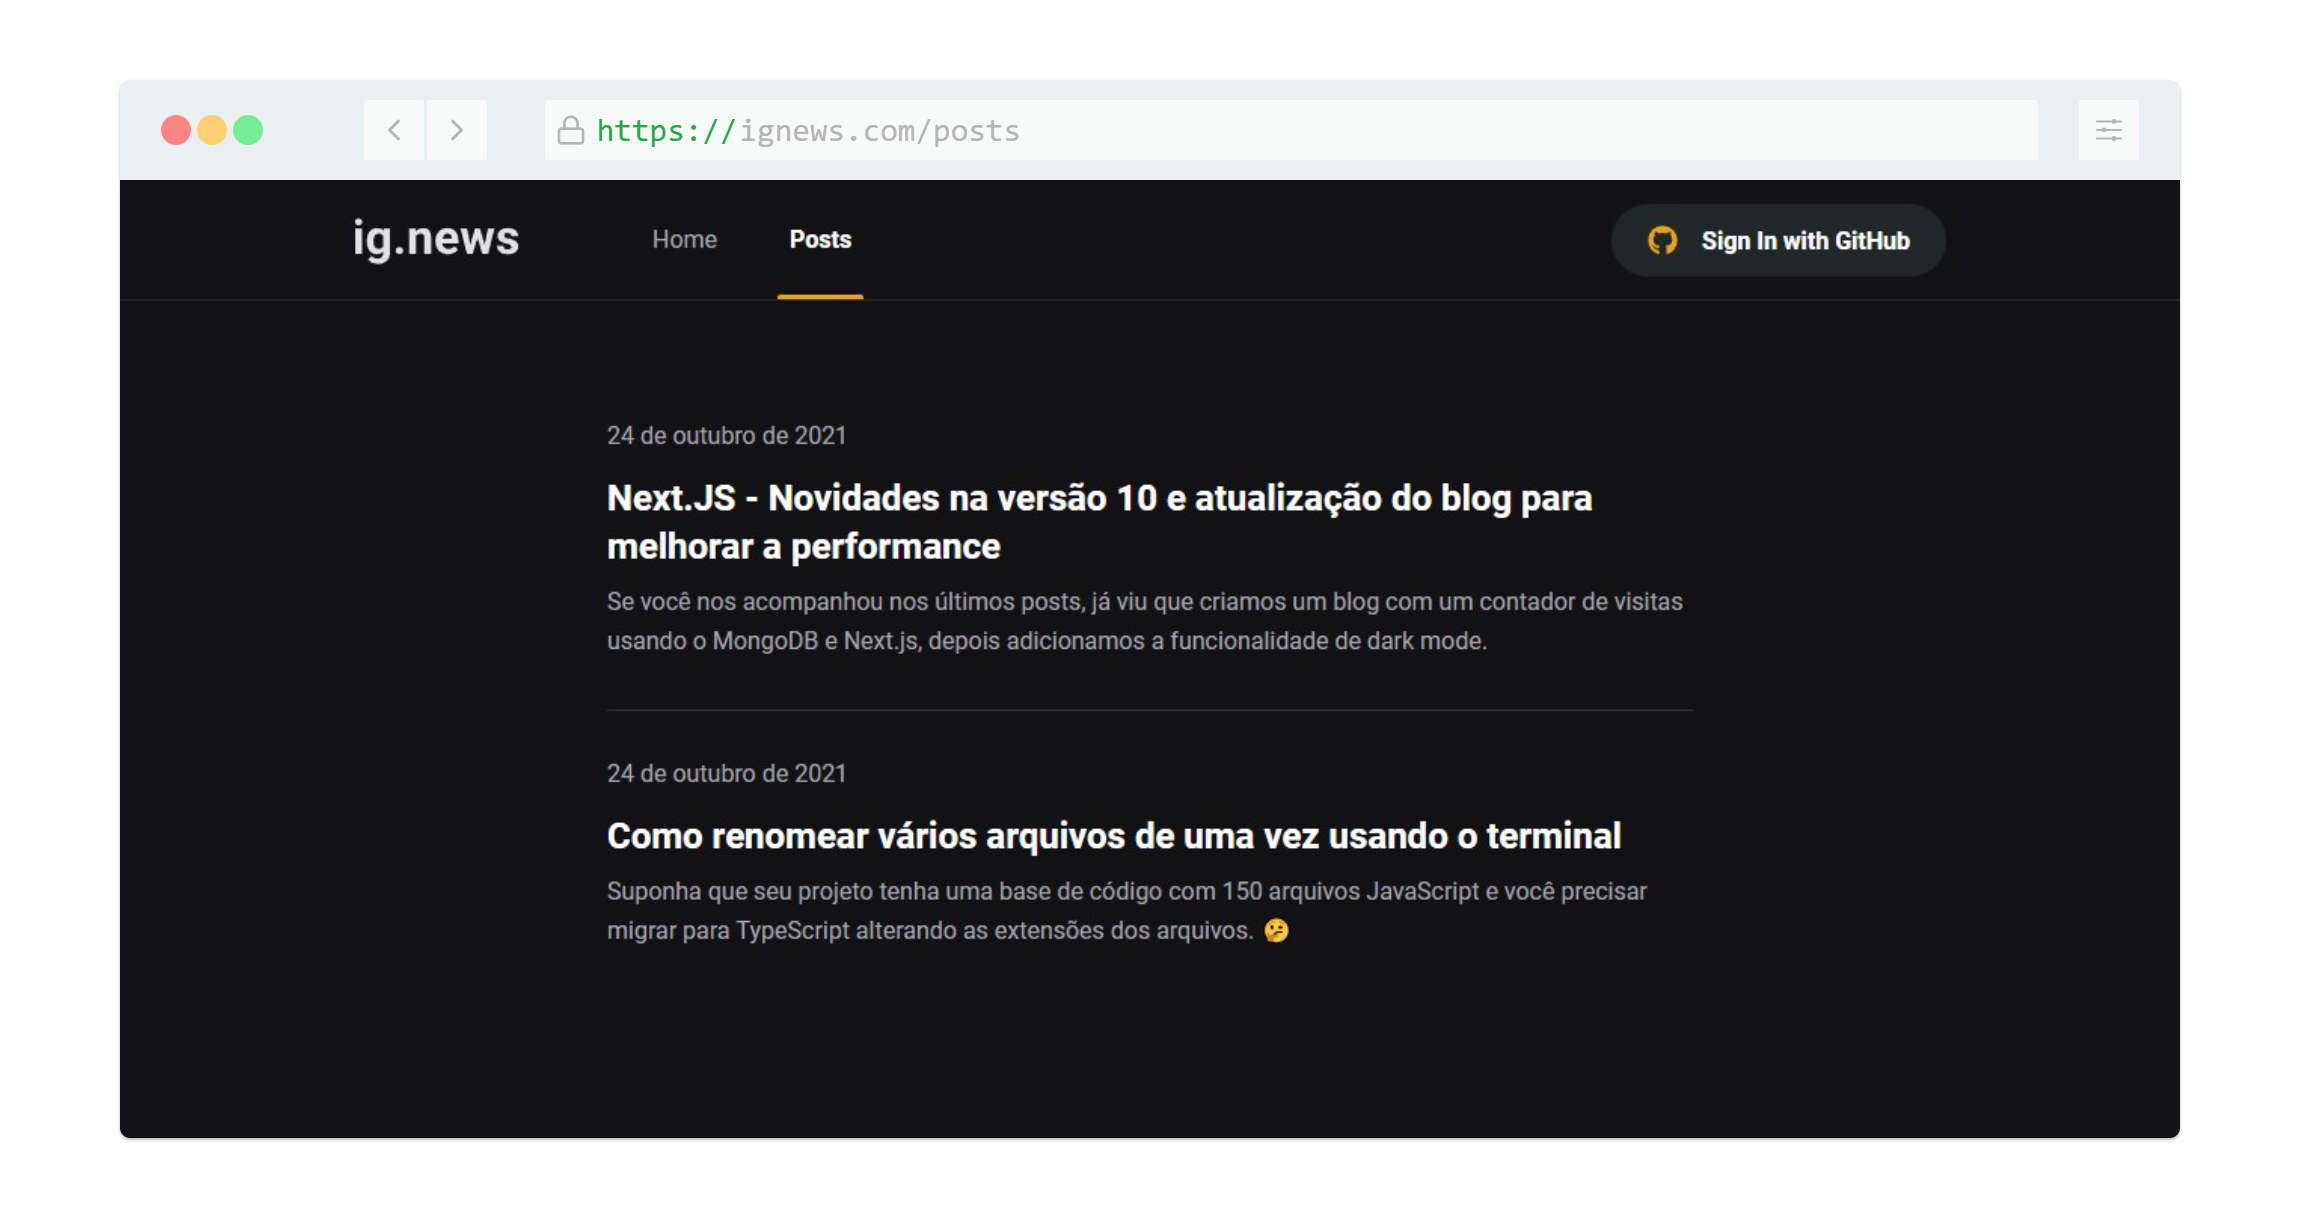 https://ignews.com/posts
ig.news
Home
Posts
Sign In with GitHub
24 de outubro de 2021
Next.JS - Novidades na versão 10 e atualização do blog para
melhorar a performance
Se você nos acompanhou nos últimos posts, já viu que criamos um blog com um contador de visitas
usando o MongoDB e Next.js, depois adicionamos a funcionalidade de dark mode.
24 de outubro de 2021
Como renomear vários arquivos de uma vez usando o terminal
Suponha que seu projeto tenha uma base de código com 150 arquivos JavaScript e você precisar
migrar para TypeScript alterando as extensões dos arquivos. 🤔